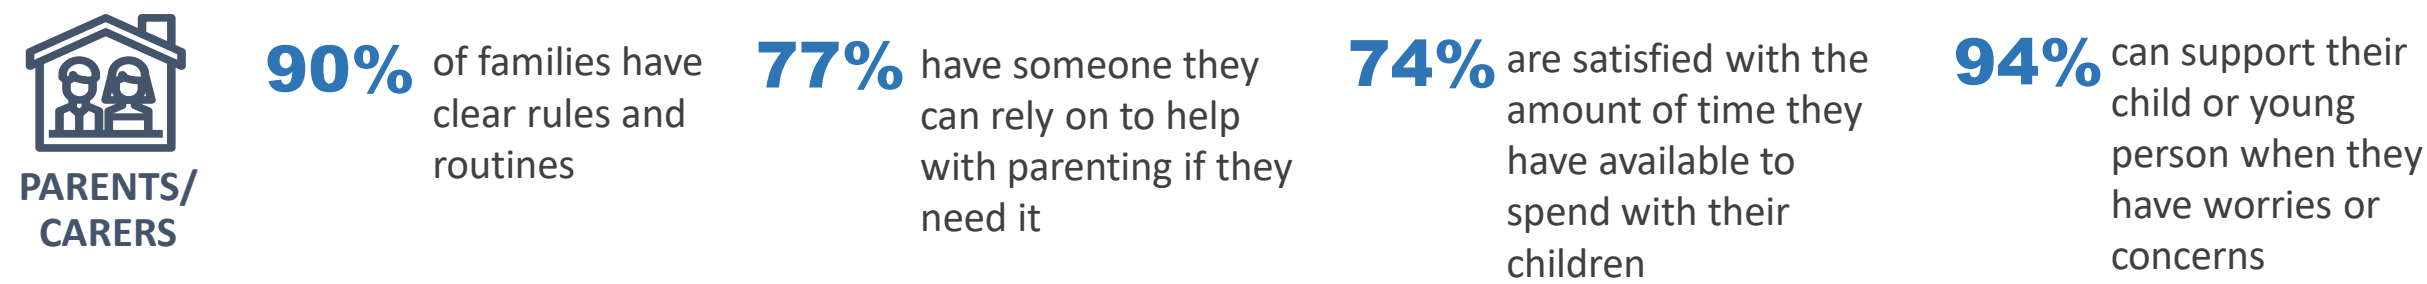 PARENTS/
CARERS
90%
of families have
clear rules and
routines
77%
have someone they
can rely on to help
with parenting if they
need it
74%
are satisfied with the
amount of time they
have available to
spend with their
children
94%
can support their
child or young
person when they
have worries or
concerns